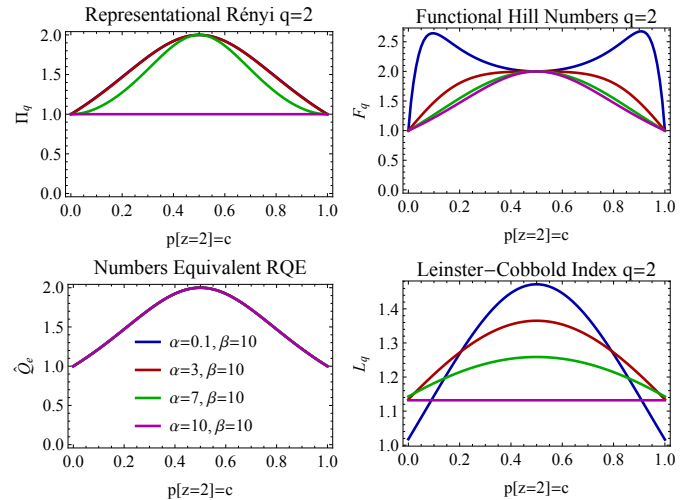 Representational Rényi q=2
Functional Hill Numbers q=2
2.0
1.5
1.0
0.5
0.0
Π_q
0.0 0.2 0.4 0.6 0.8 1.0
p[z=2]=c
2.5
2.0
1.5
1.0
0.5
0.0
F_q
0.0 0.2 0.4 0.6 0.8 1.0
p[z=2]=c
Numbers Equivalent RQE
Leinster−Cobbold Index q=2
2.0
1.5
1.0
0.5
0.0
Q̂_e
α=0.1, β=10
α=3, β=10
α=7, β=10
α=10, β=10
0.0 0.2 0.4 0.6 0.8 1.0
p[z=2]=c
1.4
1.3
1.2
1.1
1.0
L_q
0.0 0.2 0.4 0.6 0.8 1.0
p[z=2]=c